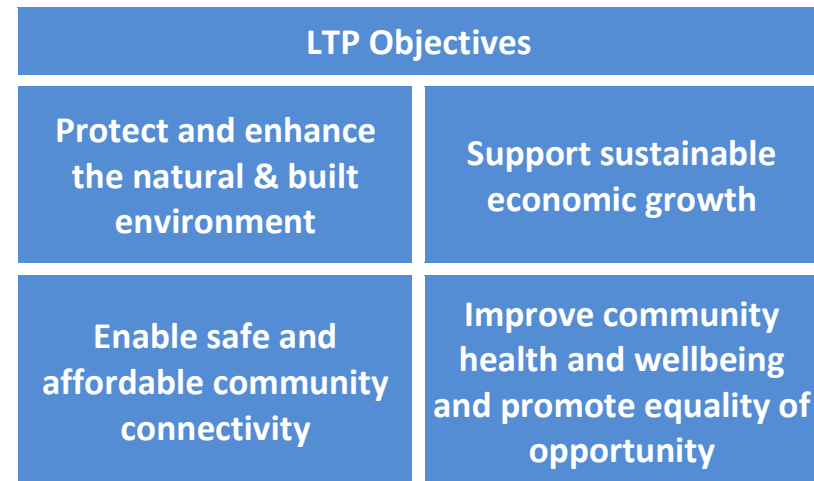 LTP Objectives
Protect and enhance
the natural & built
environment
Support sustainable
economic growth
Enable safe and
affordable community
connectivity
Improve community
health and wellbeing
and promote equality of
opportunity